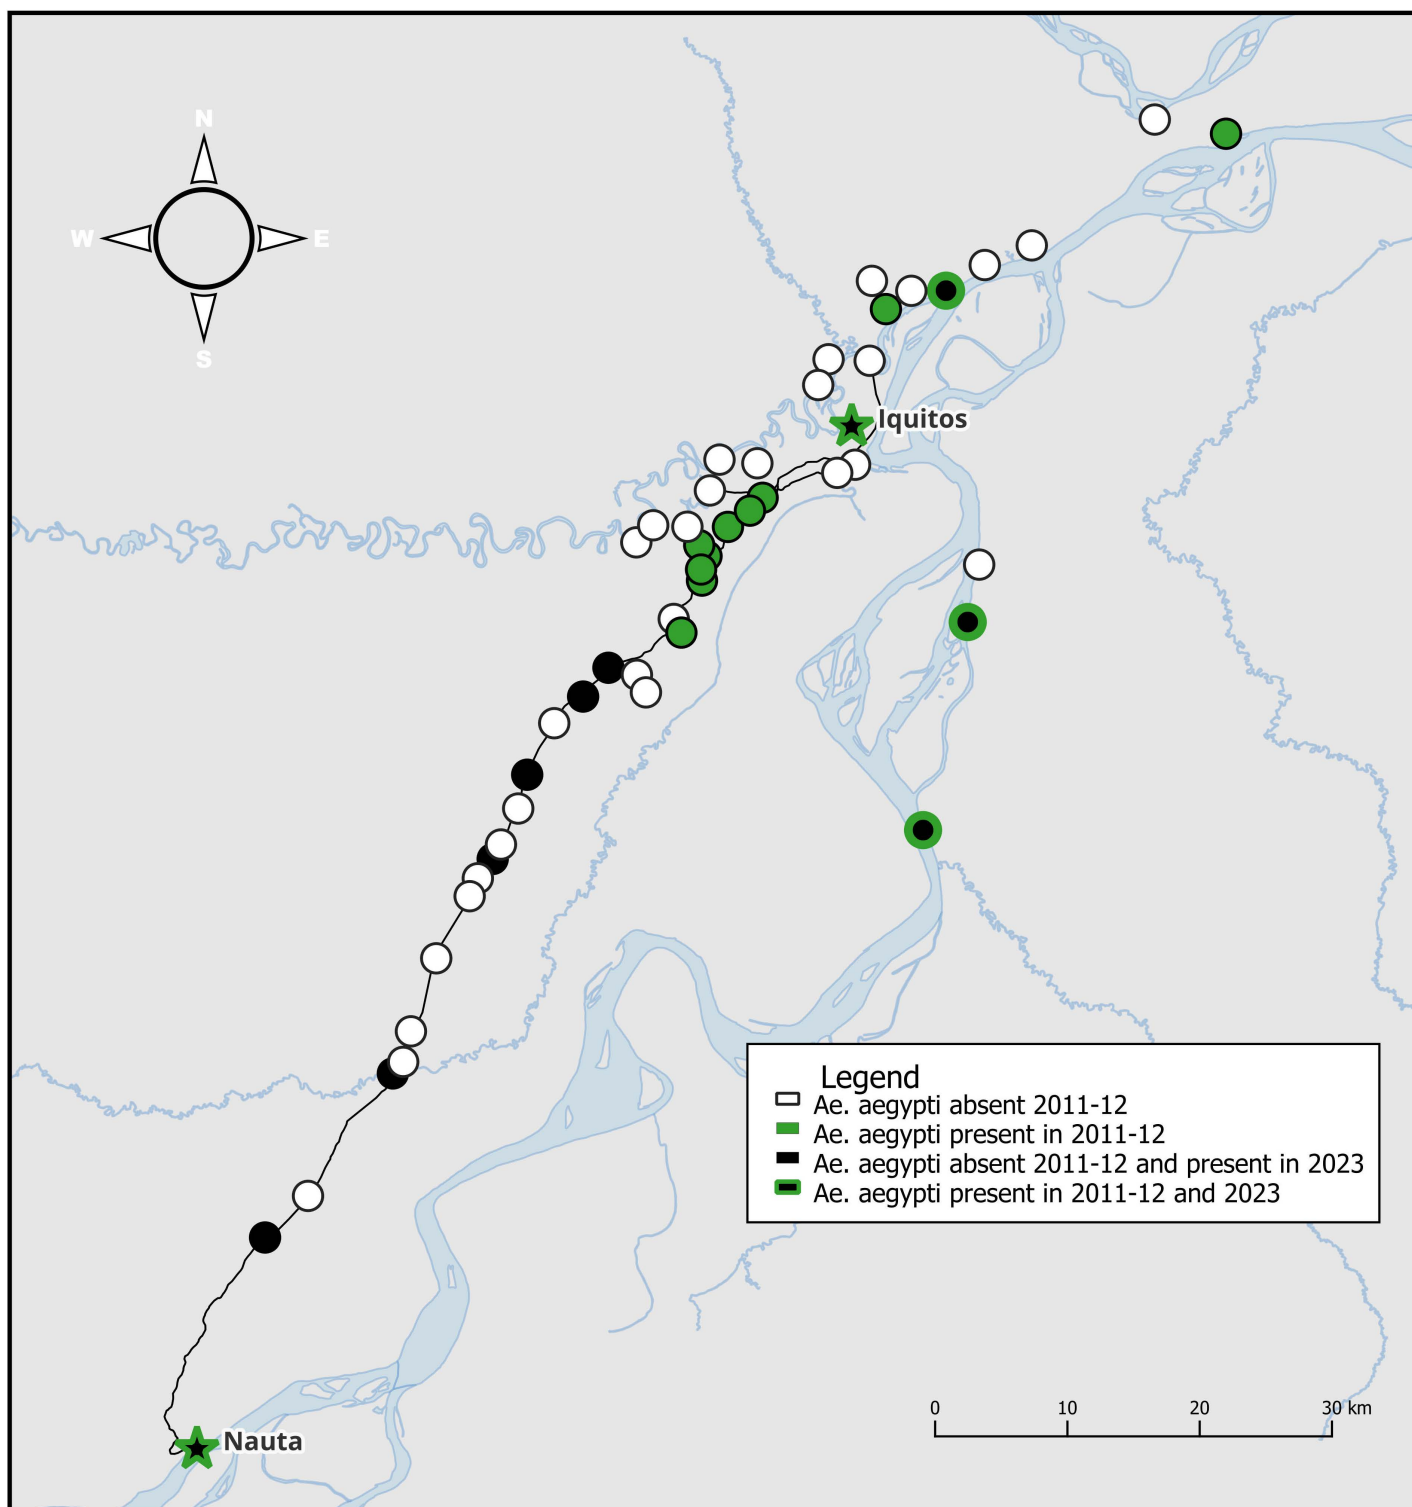 N
W E
S
Iquitos
Legend
Ae. aegypti absent 2011-12
Ae. aegypti present in 2011-12
Ae. aegypti absent 2011-12 and present in 2023
Ae. aegypti present in 2011-12 and 2023
0 10 20 30 km
Nauta